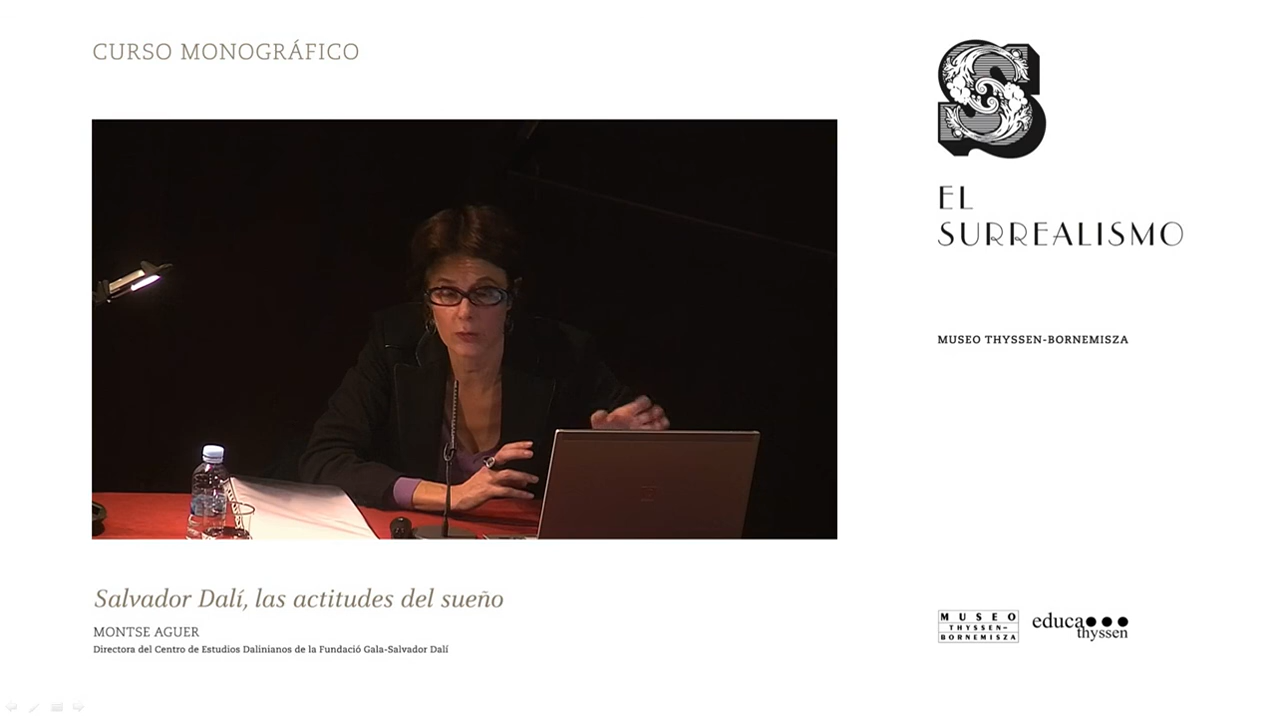 CURSO MONOGRÁFICO
S
EL
SURREALISMO
MUSEO THYSSEN-BORNEMISZA
Salvador Dalí, las actitudes del sueño
MONTSE AGUER
Directora del Centro de Estudios Dalinianos de la Fundació Gala-Salvador Dalí
MUSEO
THYSSEN-
BORNEMISZA
educa
thyssen